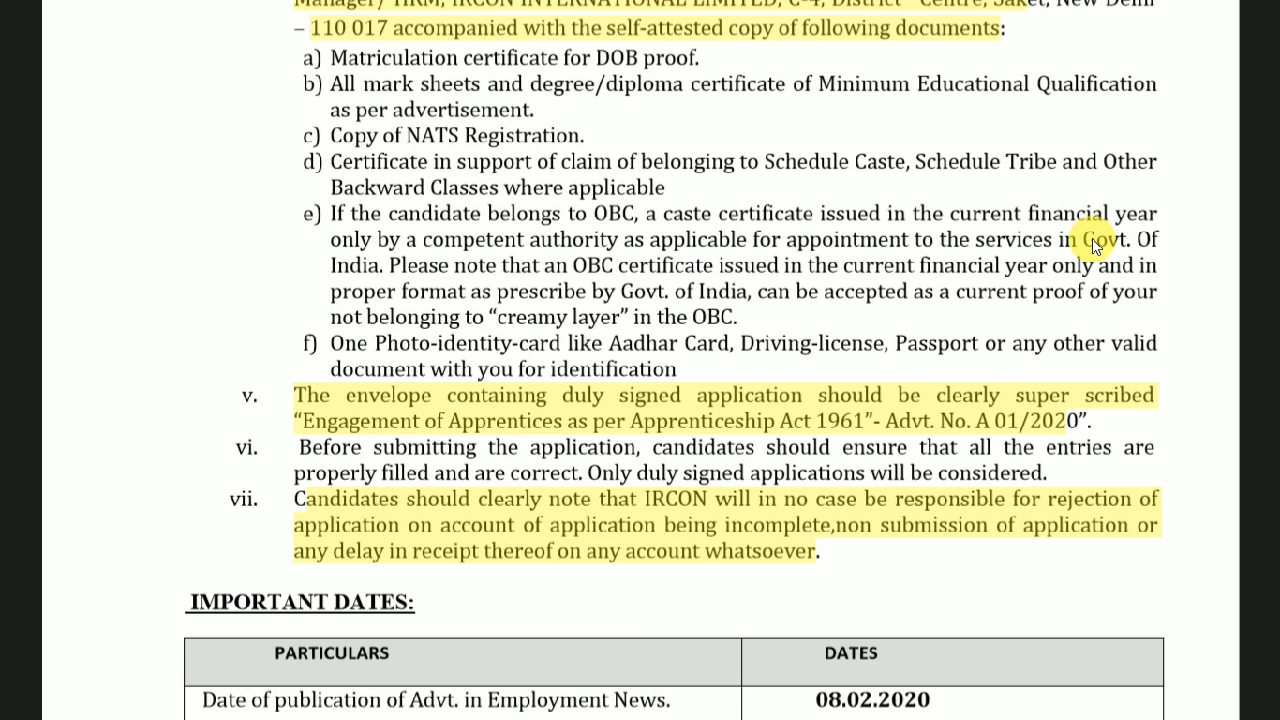 Manager/ HRM, IRCON INTERNATIONAL LIMITED, C-4, District Centre, Saket, New Delhi
– 110 017 accompanied with the self-attested copy of following documents:
a) Matriculation certificate for DOB proof.
b) All mark sheets and degree/diploma certificate of Minimum Educational Qualification
as per advertisement.
c) Copy of NATS Registration.
d) Certificate in support of claim of belonging to Schedule Caste, Schedule Tribe and Other
Backward Classes where applicable
e) If the candidate belongs to OBC, a caste certificate issued in the current financial year
only by a competent authority as applicable for appointment to the services in Govt. Of
India. Please note that an OBC certificate issued in the current financial year only and in
proper format as prescribe by Govt. of India, can be accepted as a current proof of your
not belonging to “creamy layer” in the OBC.
f) One Photo-identity-card like Aadhar Card, Driving-license, Passport or any other valid
document with you for identification
v. The envelope containing duly signed application should be clearly super scribed
“Engagement of Apprentices as per Apprenticeship Act 1961”- Advt. No. A 01/2020”.
vi. Before submitting the application, candidates should ensure that all the entries are
properly filled and are correct. Only duly signed applications will be considered.
vii. Candidates should clearly note that IRCON will in no case be responsible for rejection of
application on account of application being incomplete,non submission of application or
any delay in receipt thereof on any account whatsoever.
IMPORTANT DATES:
PARTICULARS DATES
Date of publication of Advt. in Employment News. 08.02.2020